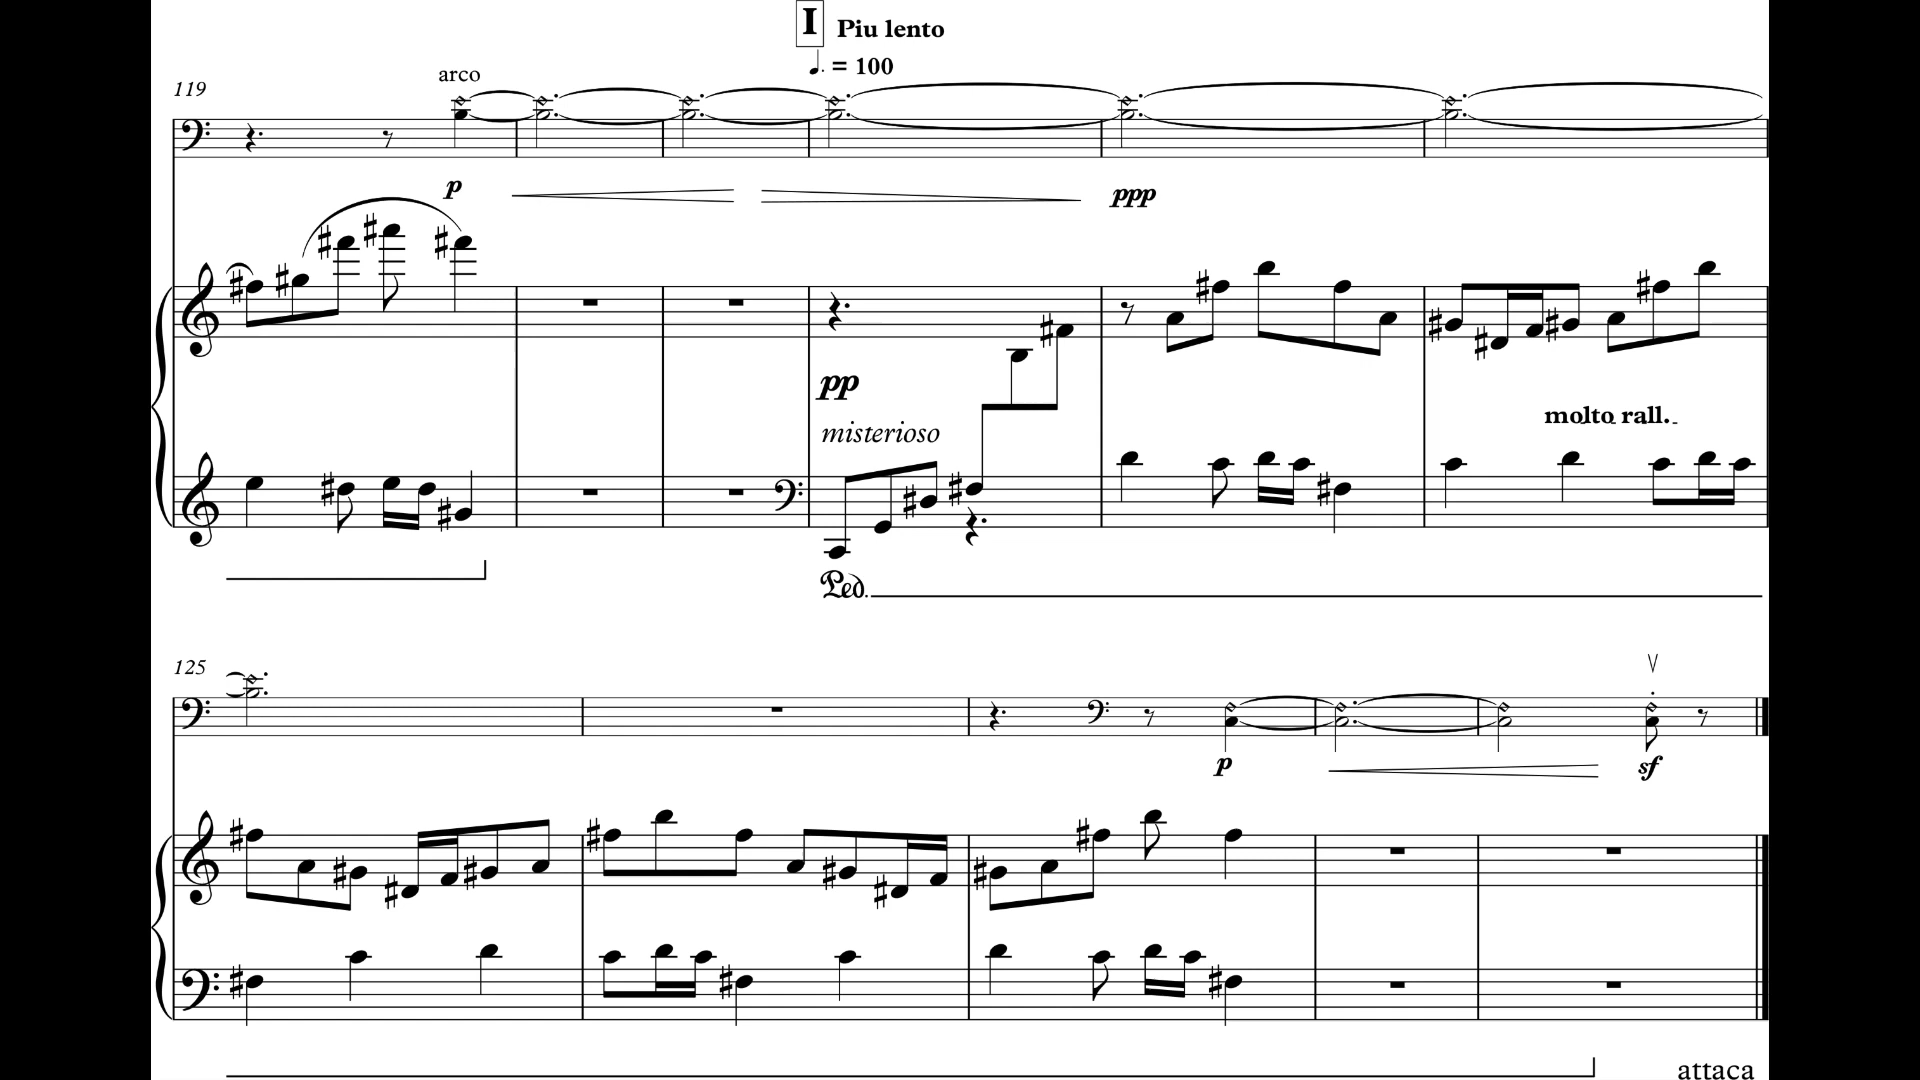 I Piu lento
= 100
arco
119
p
ppp
pp
misterioso
molto rall.
Ped.
125
p
sf
attaca